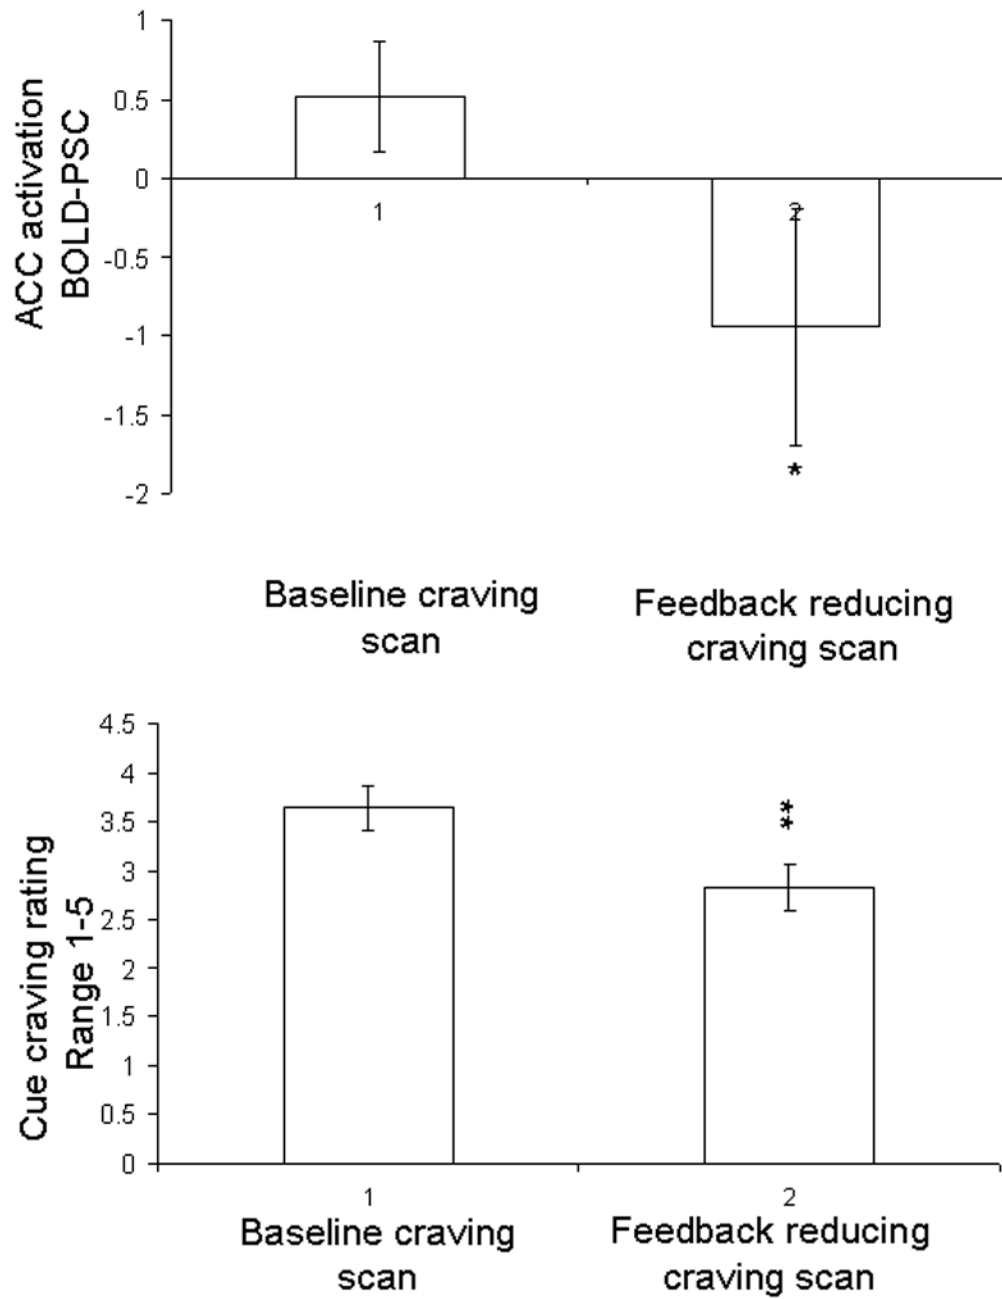 ACC activation
BOLD-PSC
1
0.5
0
-0.5
-1
-1.5
-2
1
2
*
Baseline craving
scan
Feedback reducing
craving scan
Cue craving rating
Range 1-5
4.5
4
3.5
3
2.5
2
1.5
1
0.5
0
*
*
1
2
Baseline craving
scan
Feedback reducing
craving scan